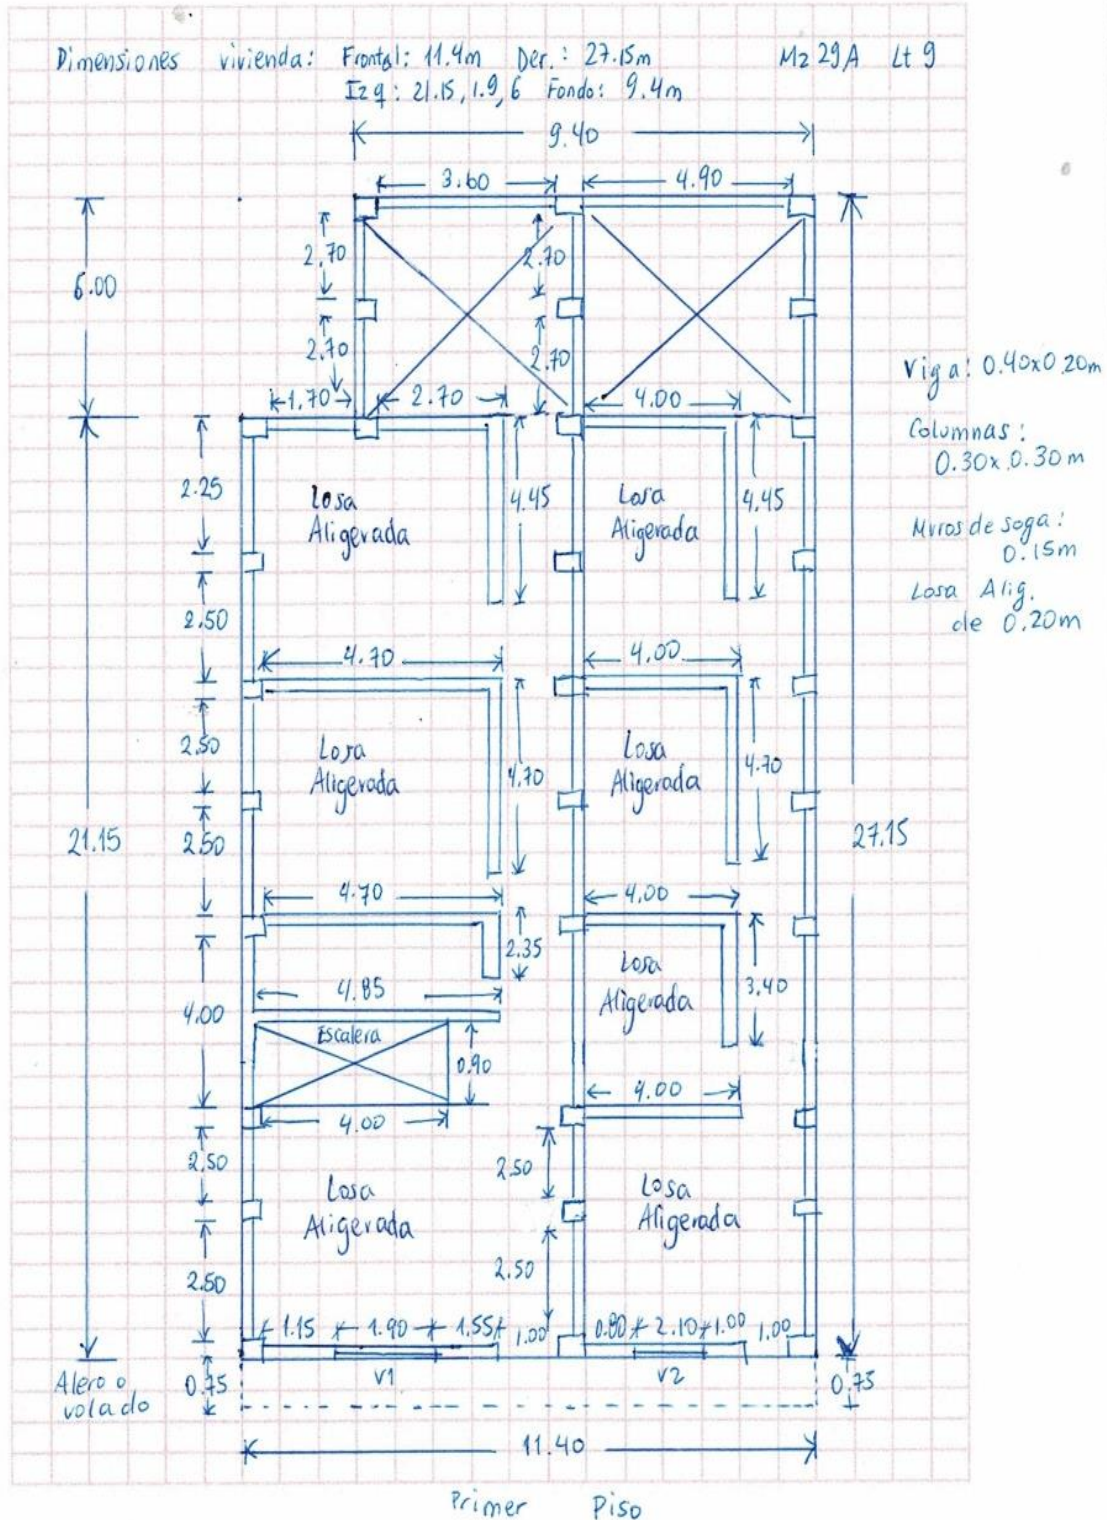 Dimensiones vivienda: Frontal: 11.4m Der.: 27.15m Mz 29A Lt 9
Izq: 21.15, 1.9, 6 Fondo: 9.4m
9.40
3.60 4.90
2.70 2.70
6.00
2.70 2.70
Viga: 0.40x0.20m
1.70 2.70 4.00
Columnas:
0.30x0.30m
2.25 Losa Aligerada 4.45 Losa Aligerada 4.45
Muros de soga:
0.15m
Losa Alig.
de 0.20m
2.50
4.70 4.00
2.50 Losa Aligerada 4.70 Losa Aligerada 4.70
21.15 2.50 27.15
4.70 4.00
2.35 Losa Aligerada 3.40
4.85
4.00 Escalera 0.90
4.00 4.00
2.50 2.50
Losa Aligerada Losa Aligerada
2.50 2.50
1.15 1.90 1.55 1.00 0.80 2.10 1.00 1.00
V1 V2
Alero o
volado
0.75 0.75
11.40
Primer Piso